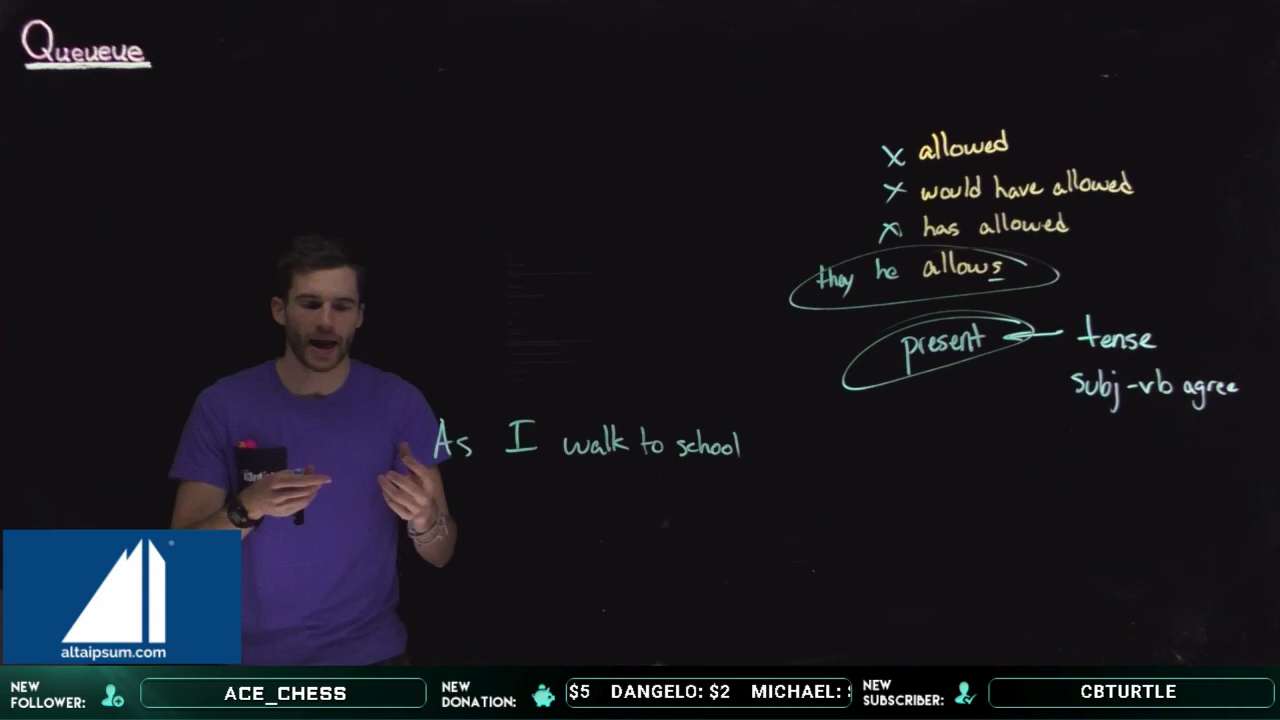 Queueue
x allowed
x would have allowed
x has allowed
they he allows
present
tense
subj-vb agree
As I walk to school
altaipsum.com
NEW FOLLOWER:
ACE_CHESS
NEW DONATION:
$5 DANGELO: $2 MICHAEL:
NEW SUBSCRIBER:
CBTURTLE